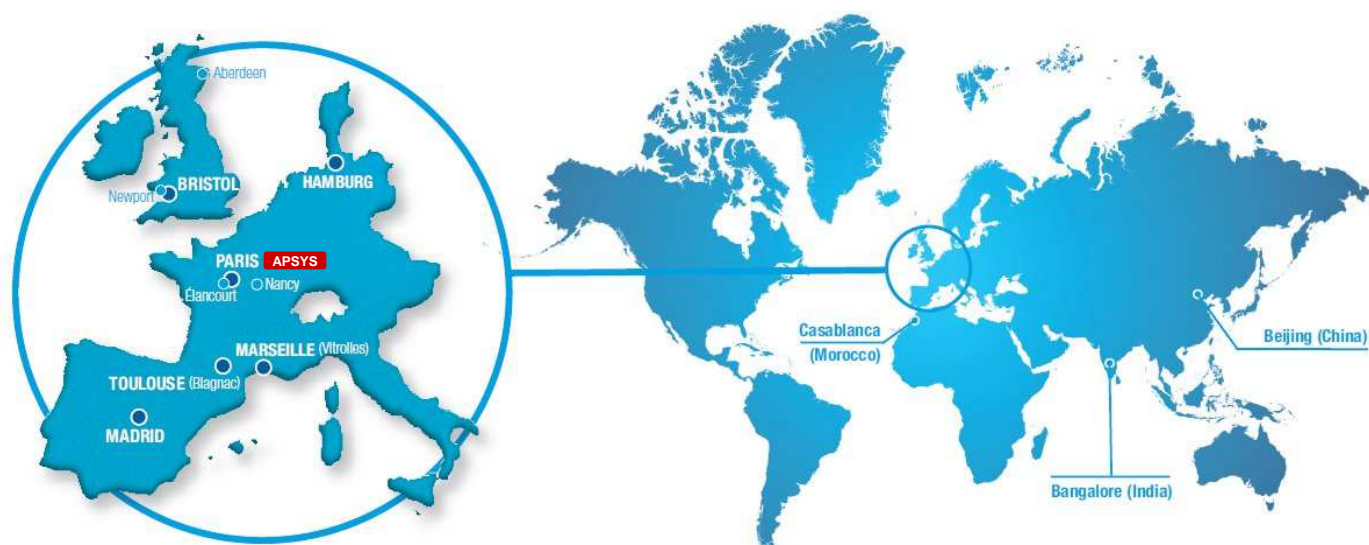 Aberdeen
BRISTOL
Newport
HAMBURG
PARIS APSYS
Élancourt
Nancy
MARSEILLE (Vitrolles)
TOULOUSE (Blagnac)
MADRID
Casablanca
(Morocco)
Beijing (China)
Bangalore (India)